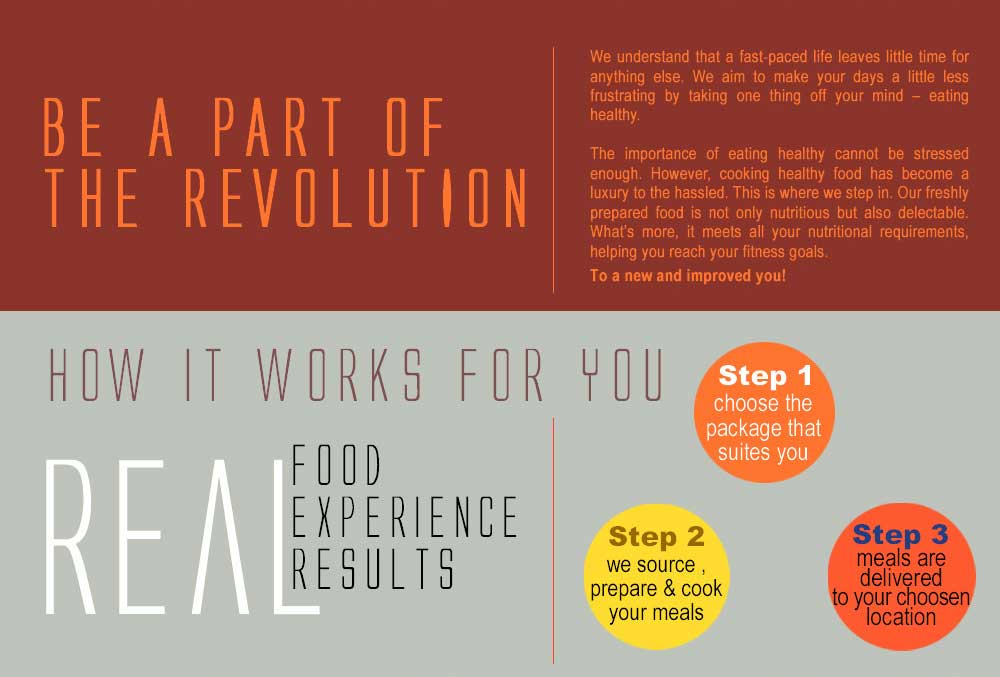 BE A PART OF
THE REVOLUTION
We understand that a fast-paced life leaves little time for
anything else. We aim to make your days a little less
frustrating by taking one thing off your mind – eating
healthy.
The importance of eating healthy cannot be stressed
enough. However, cooking healthy food has become a
luxury to the hassled. This is where we step in. Our freshly
prepared food is not only nutritious but also delectable.
What's more, it meets all your nutritional requirements,
helping you reach your fitness goals.
To a new and improved you!
HOW IT WORKS FOR YOU
REAL
FOOD
EXPERIENCE
RESULTS
Step 1
choose the
package that
suites you
Step 2
we source ,
prepare & cook
your meals
Step 3
meals are
delivered
to your choosen
location